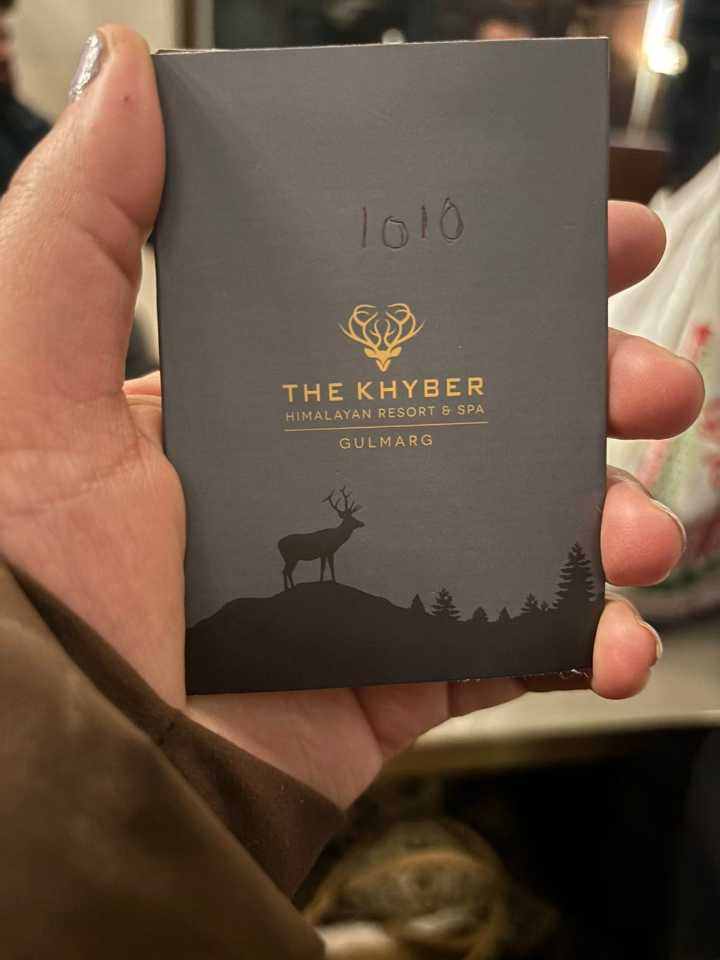 1010
THE KHYBER
HIMALAYAN RESORT & SPA
GULMARG